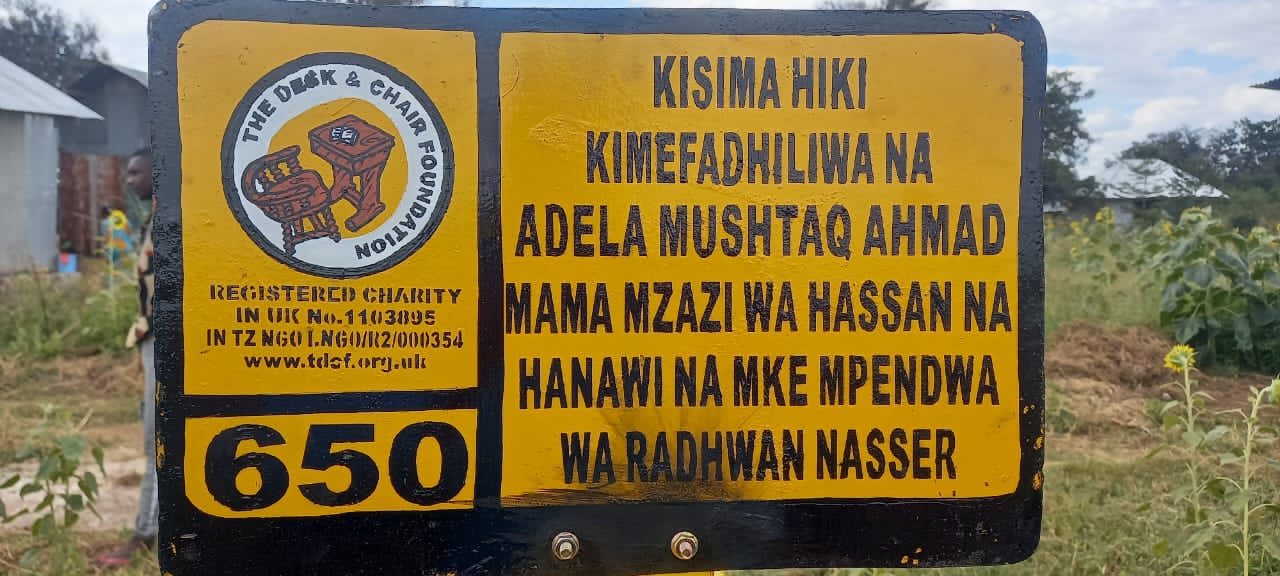 THE DESK & CHAIR FOUNDATION
REGISTERED CHARITY
IN UK No.1103895
IN TZ NGO I.NGO/R2/000354
www.tdcf.org.uk
650
KISIMA HIKI
KIMEFADHILIWA NA
ADELA MUSHTAQ AHMAD
MAMA MZAZI WA HASSAN NA
HANAWI NA MKE MPENDWA
WA RADHWAN NASSER